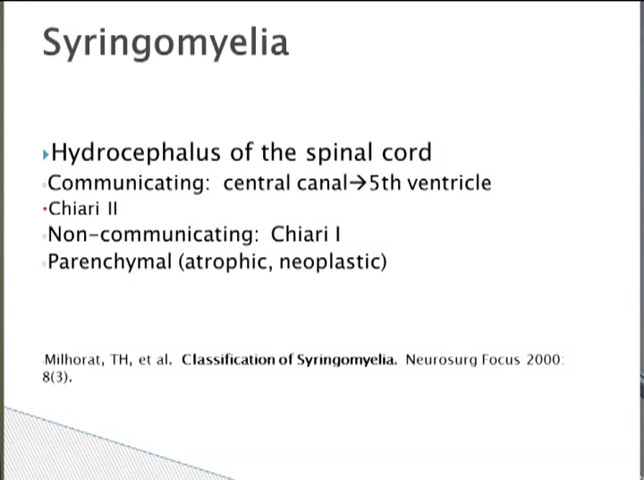 Syringomyelia
Hydrocephalus of the spinal cord
Communicating: central canal→5th ventricle
Chiari II
Non-communicating: Chiari I
Parenchymal (atrophic, neoplastic)
Milhorat, TH, et al. Classification of Syringomyelia. Neurosurg Focus 2000:
8(3).